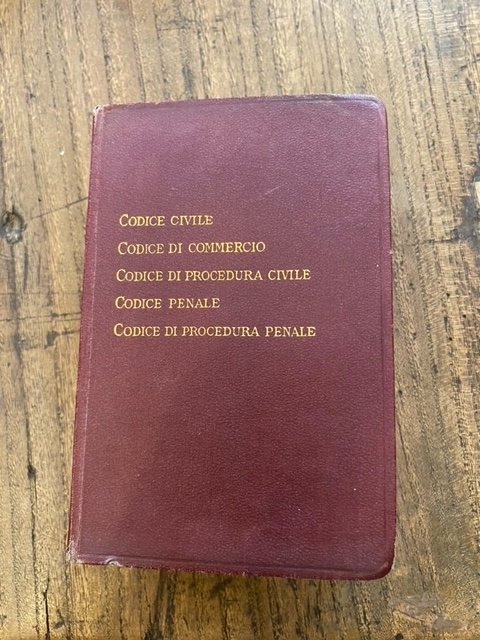 Codice civile
Codice di commercio
Codice di procedura civile
Codice penale
Codice di procedura penale